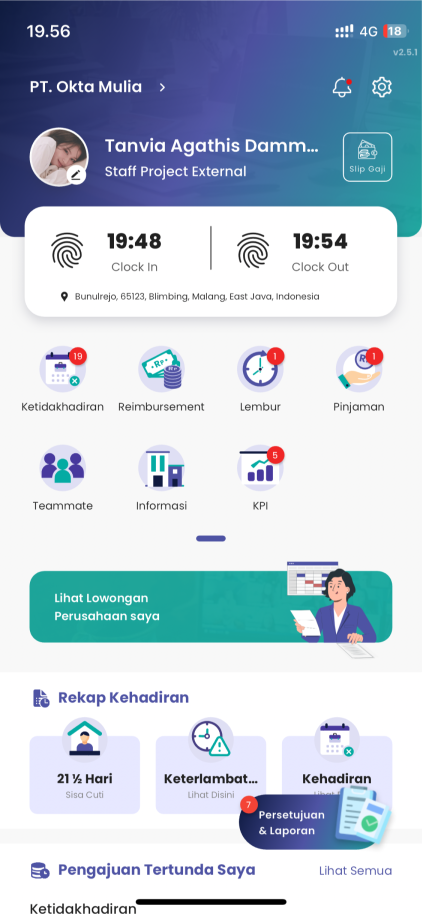 19.56
4G
18
v2.5.1
PT. Okta Mulia
Tanvia Agathis Damm...
Staff Project External
Slip Gaji
19:48
19:54
Clock In
Clock Out
Bunulrejo, 65123, Blimbing, Malang, East Java, Indonesia
19
1
1
Ketidakhadiran
Reimbursement
Lembur
Pinjaman
5
Teammate
Informasi
KPI
Lihat Lowongan
Perusahaan saya
Rekap Kehadiran
21 ½ Hari
Keterlambat...
Kehadiran
Sisa Cuti
Lihat Disini
7
Persetujuan
& Laporan
Pengajuan Tertunda Saya
Lihat Semua
Ketidakhadiran